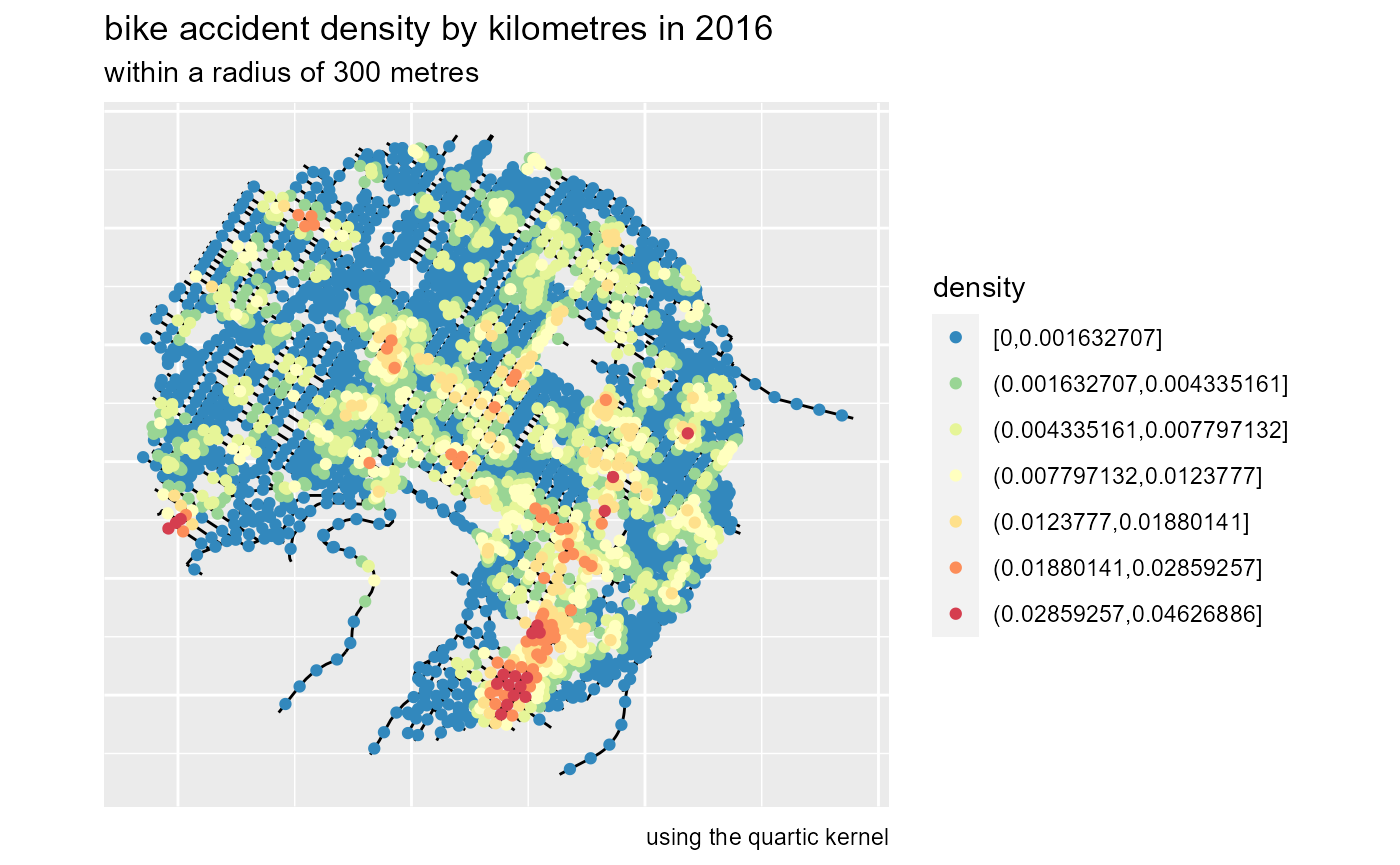 bike accident density by kilometres in 2016
within a radius of 300 metres
density
[0,0.001632707]
(0.001632707,0.004335161]
(0.004335161,0.007797132]
(0.007797132,0.0123777]
(0.0123777,0.01880141]
(0.01880141,0.02859257]
(0.02859257,0.04626886]
using the quartic kernel